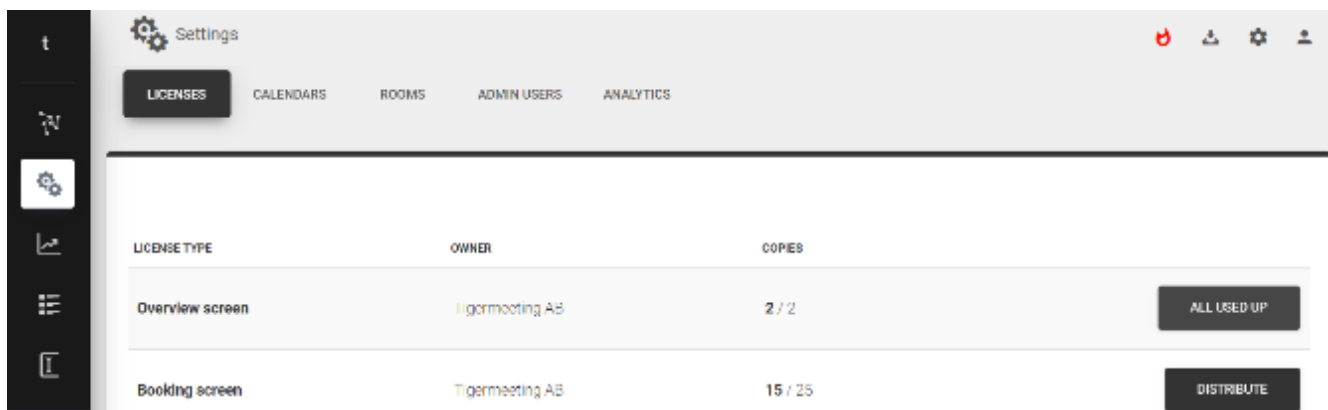 t
Settings
LICENSES CALENDARS ROOMS ADMIN USERS ANALYTICS
LICENSE TYPE OWNER COPIES
Overview screen Tigermeeting AB 2 / 2 ALL USED UP
Booking screen Tigermeeting AB 15 / 25 DISTRIBUTE